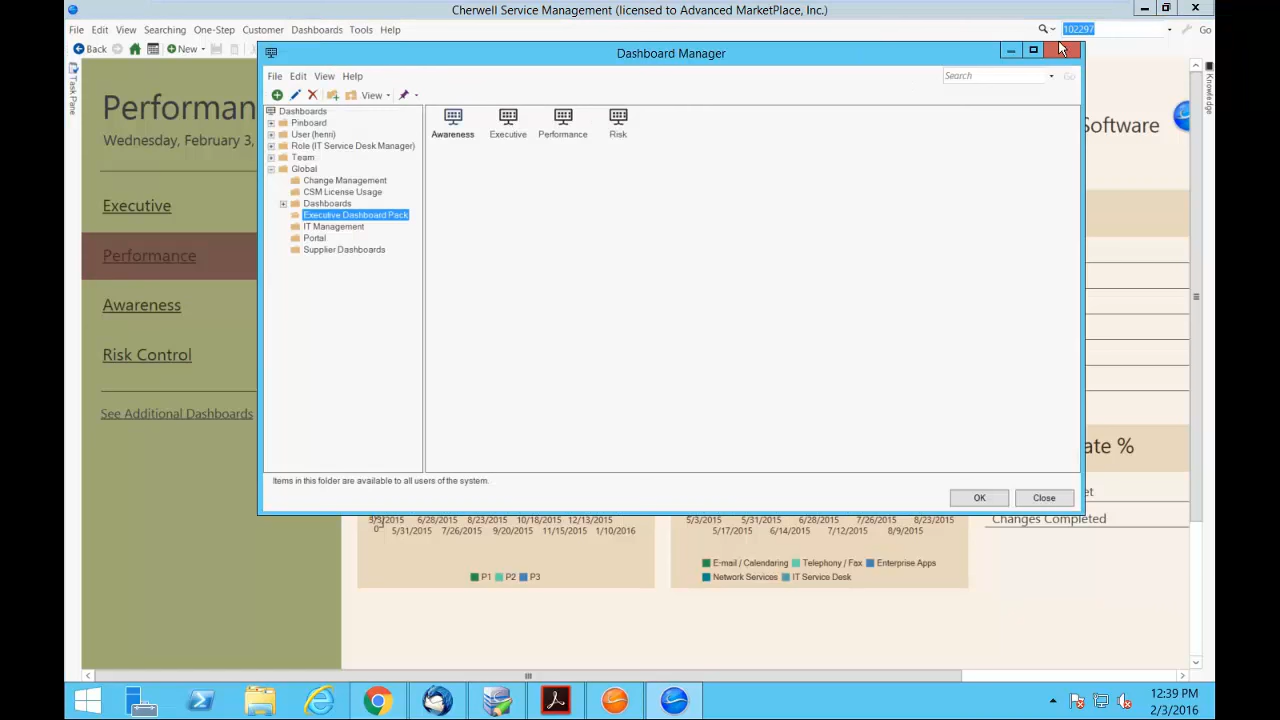 Cherwell Service Management (licensed to Advanced MarketPlace, Inc.)
File Edit View Searching One-Step Customer Dashboards Tools Help
102297
Go
Back
New
Task Pane
Knowledge
Performan
Wednesday, February 3,
Executive
Performance
Awareness
Risk Control
See Additional Dashboards
Software
Dashboard Manager
File Edit View Help
Search
Go
View
Dashboards
Pinboard
User (henri)
Role (IT Service Desk Manager)
Team
Global
Change Management
CSM License Usage
Dashboards
Executive Dashboard Pack
IT Management
Portal
Supplier Dashboards
Awareness Executive Performance Risk
Items in this folder are available to all users of the system.
OK Close
ate %
et
Changes Completed
0
3/3/2015 6/28/2015 8/23/2015 10/18/2015 12/13/2015
5/31/2015 7/26/2015 9/20/2015 11/15/2015 1/10/2016
P1 P2 P3
5/3/2015 5/31/2015 6/28/2015 7/26/2015 8/23/2015
5/17/2015 6/14/2015 7/12/2015 8/9/2015
E-mail / Calendaring Telephony / Fax Enterprise Apps
Network Services IT Service Desk
12:39 PM
2/3/2016